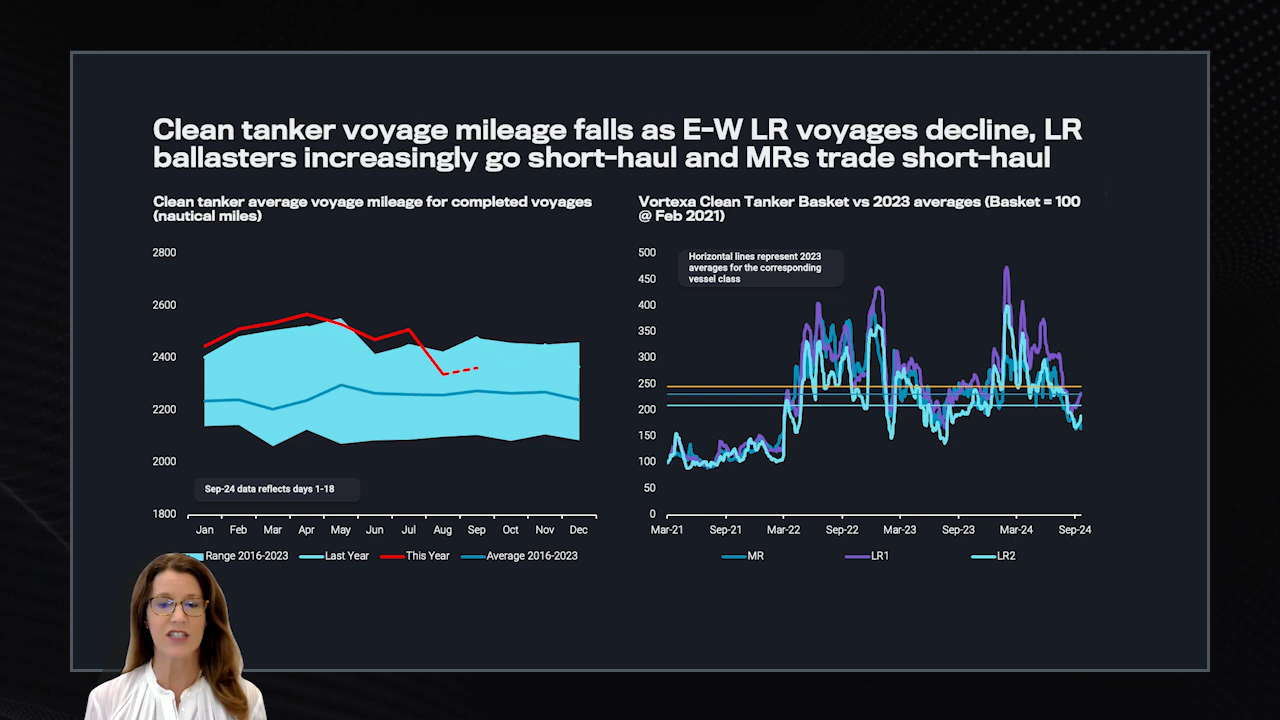 Clean tanker voyage mileage falls as E-W LR voyages decline, LR
ballasters increasingly go short-haul and MRs trade short-haul
Clean tanker average voyage mileage for completed voyages
(nautical miles)
2800
2600
2400
2200
2000
1800
Sep-24 data reflects days 1-18
Jan Feb Mar Apr May Jun Jul Aug Sep Oct Nov Dec
Range 2016-2023 Last Year This Year Average 2016-2023
Vortexa Clean Tanker Basket vs 2023 averages (Basket = 100
@ Feb 2021)
500
450
400
350
300
250
200
150
100
50
0
Horizontal lines represent 2023
averages for the corresponding
vessel class
Mar-21 Sep-21 Mar-22 Sep-22 Mar-23 Sep-23 Mar-24 Sep-24
MR LR1 LR2